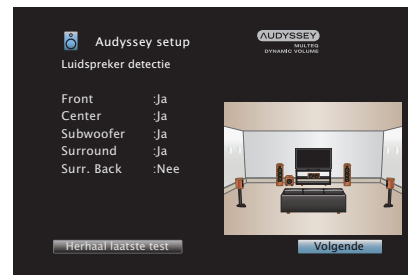 Audyssey setup
AUDYSSEY
MULTEQ
DYNAMIC VOLUME
Luidspreker detectie
Front :Ja
Center :Ja
Subwoofer :Ja
Surround :Ja
Surr. Back :Nee
Herhaal laatste test
Volgende